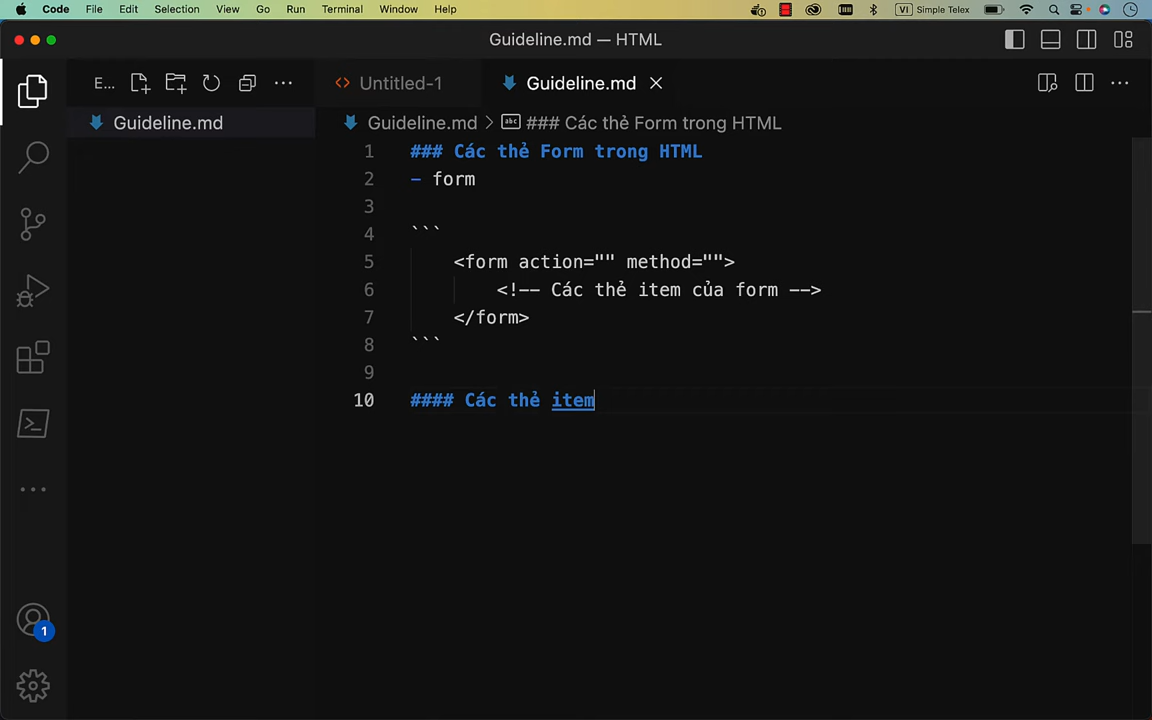 Code File Edit Selection View Go Run Terminal Window Help VI Simple Telex
Guideline.md — HTML
E... Untitled-1 Guideline.md
Guideline.md Guideline.md > ### Các thẻ Form trong HTML
1 ### Các thẻ Form trong HTML
2 - form
3
4 ```
5 <form action="" method="">
6 <!-- Các thẻ item của form -->
7 </form>
8 ```
9
10 #### Các thẻ item
1